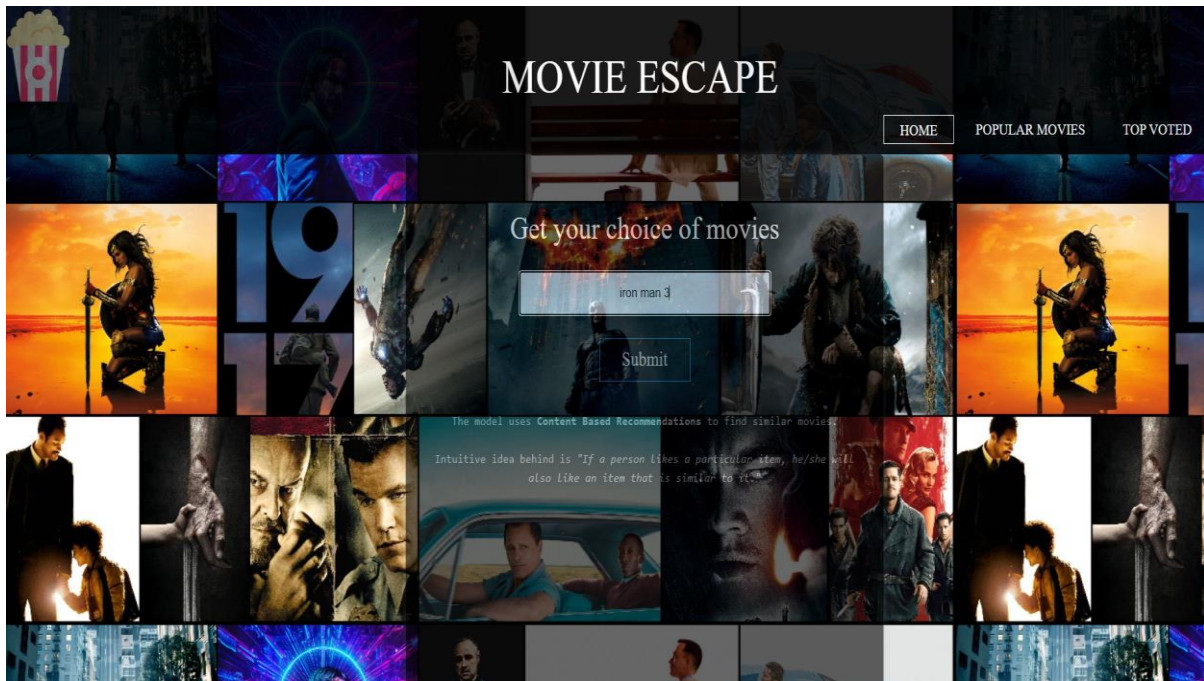 MOVIE ESCAPE
HOME
POPULAR MOVIES
TOP VOTED
Get your choice of movies
19
17
iron man 3
Submit
The model uses Content Based Recommendations to find similar movies.
Intuitive idea behind is "If a person likes a particular item, he/she will
also like an item that is similar to it."